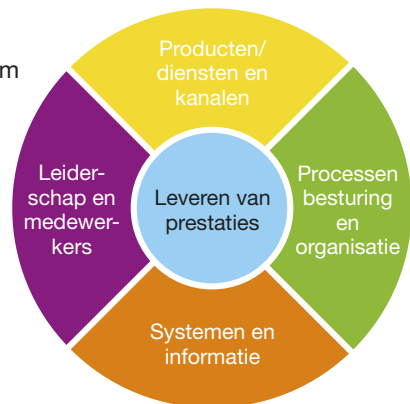 m
Producten/
diensten en
kanalen
Leider-
schap en
medewer-
kers
Leveren van
prestaties
Processen
besturing
en
organisatie
Systemen en
informatie